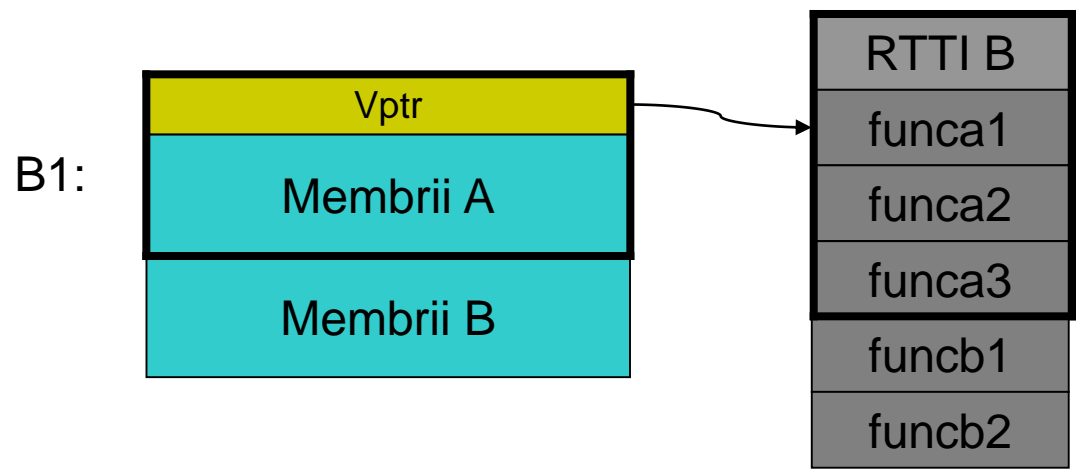 B1:
Vptr
Membrii A
Membrii B
RTTI B
funca1
funca2
funca3
funcb1
funcb2